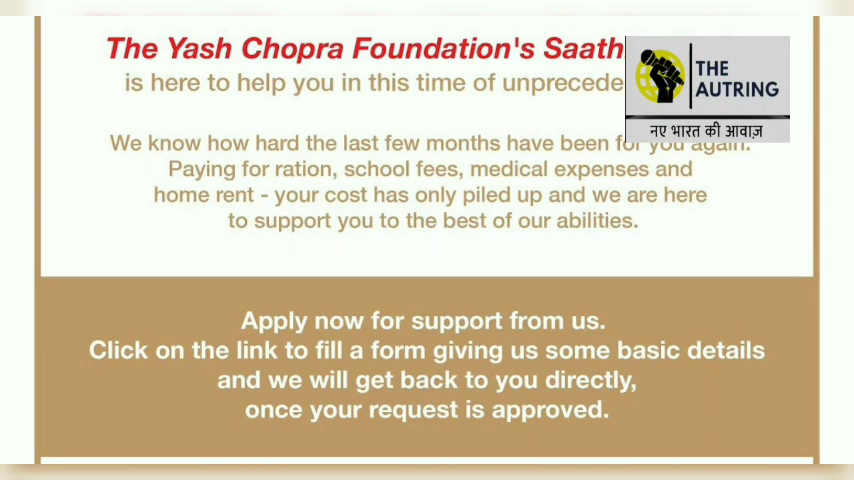 The Yash Chopra Foundation's Saath
is here to help you in this time of
We know how hard the last few months have been for you again.
Paying for ration, school fees, medical expenses and
home rent - your cost has only piled up and we are here
to support you to the best of our abilities.
Apply now for support from us.
Click on the link to fill a form giving us some basic details
and we will get back to you directly,
once your request is approved.
THE
AUTRING
नए भारत की आवाज़